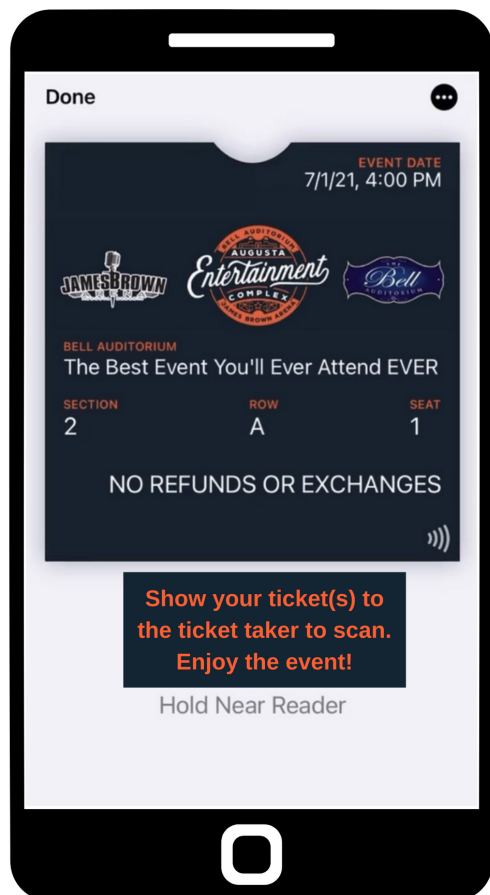 Done
EVENT DATE
7/1/21, 4:00 PM
JAMES BROWN
ARENA
BELL AUDITORIUM
AUGUSTA
Entertainment
COMPLEX
JAMES BROWN ARENA
THE
Bell
AUDITORIUM
BELL AUDITORIUM
The Best Event You'll Ever Attend EVER
SECTION ROW SEAT
2 A 1
NO REFUNDS OR EXCHANGES
Show your ticket(s) to
the ticket taker to scan.
Enjoy the event!
Hold Near Reader